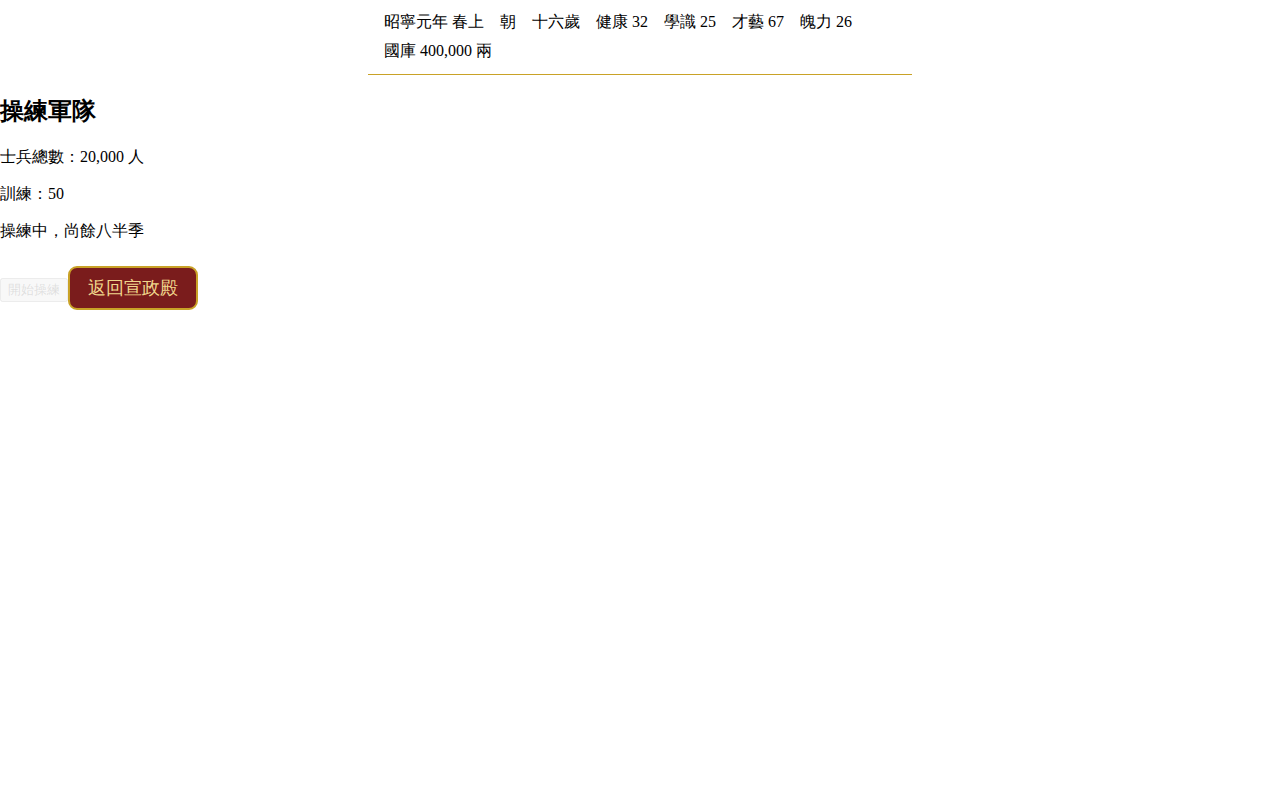 昭寧元年 春上　朝　十六歲　健康 32　學識 25　才藝 67　魄力 26
國庫 400,000 兩
操練軍隊
士兵總數：20,000 人
訓練：50
操練中，尚餘八半季
開始操練 返回宣政殿